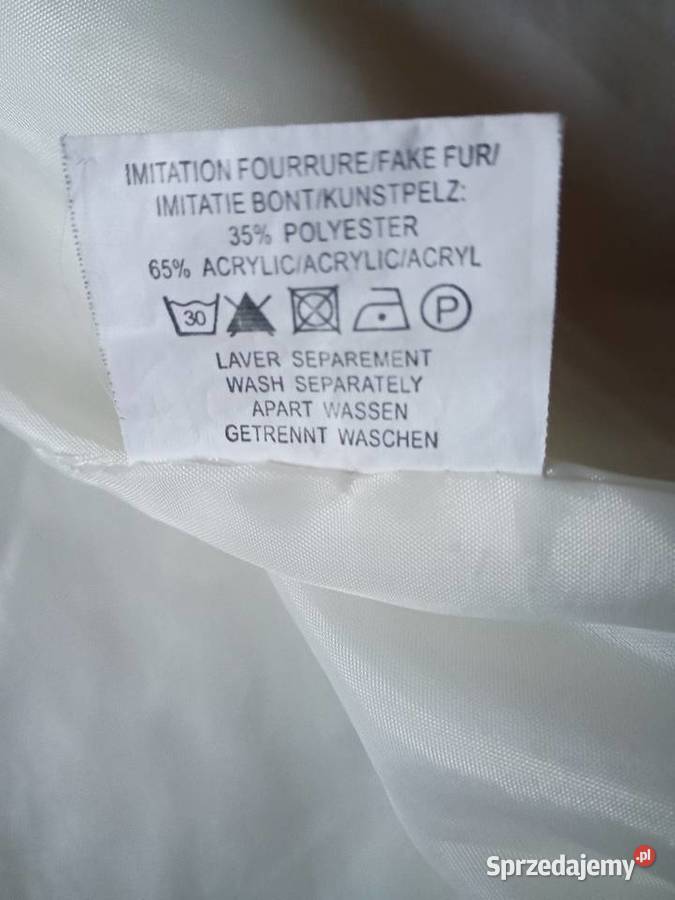 IMITATION FOURRURE/FAKE FUR/
IMITATIE BONT/KUNSTPELZ:
35% POLYESTER
65% ACRYLIC/ACRYLIC/ACRYL
30 P
LAVER SEPAREMENT
WASH SEPARATELY
APART WASSEN
GETRENNT WASCHEN
Sprzedajemy.pl